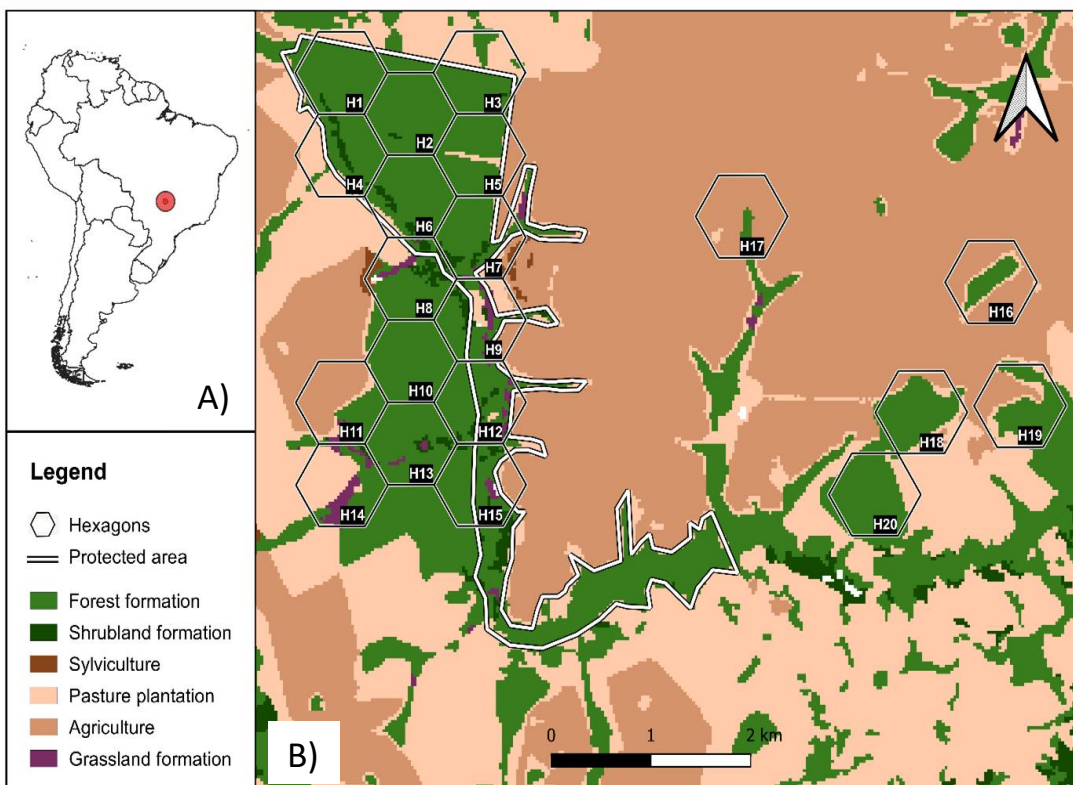 A)
Legend
Hexagons
Protected area
Forest formation
Shrubland formation
Sylviculture
Pasture plantation
Agriculture
Grassland formation
H1
H3
H2
H4
H5
H6
H17
H7
H8
H16
H9
H10
H11
H12
H18
H19
H13
H14
H15
H20
0 1 2 km
B)